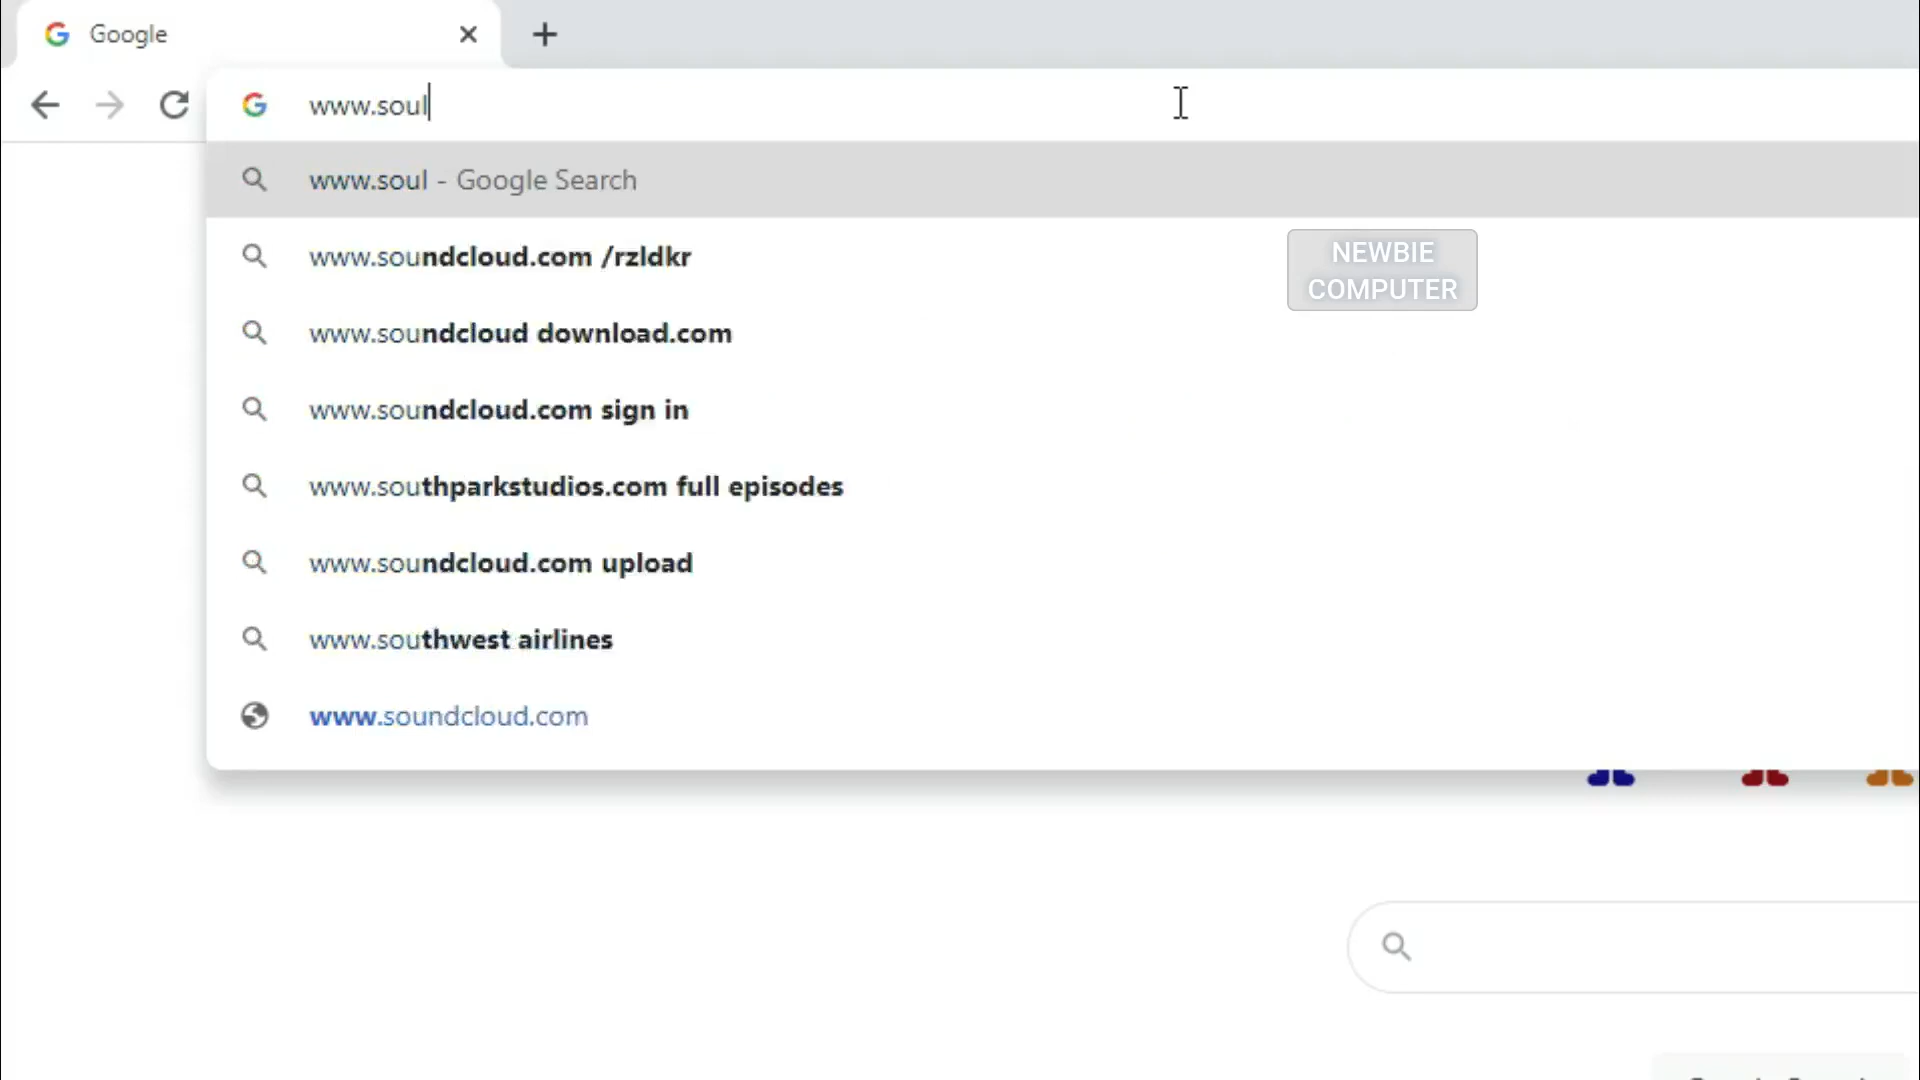 Google
www.soul
www.soul - Google Search
www.soundcloud.com /rzldkr
NEWBIE
COMPUTER
www.soundcloud download.com
www.soundcloud.com sign in
www.southparkstudios.com full episodes
www.soundcloud.com upload
www.southwest airlines
www.soundcloud.com